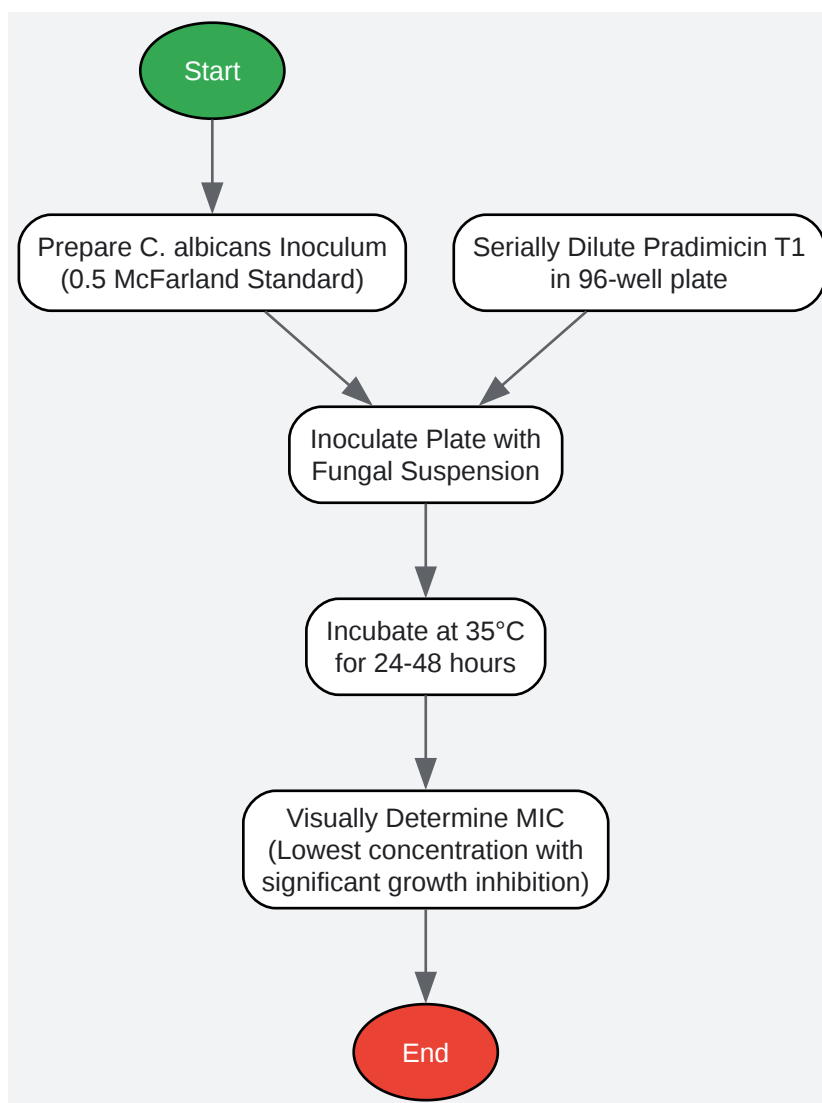 Start
Prepare C. albicans Inoculum
(0.5 McFarland Standard)
Serially Dilute Pradimicin T1
in 96-well plate
Inoculate Plate with
Fungal Suspension
Incubate at 35°C
for 24-48 hours
Visually Determine MIC
(Lowest concentration with
significant growth inhibition)
End